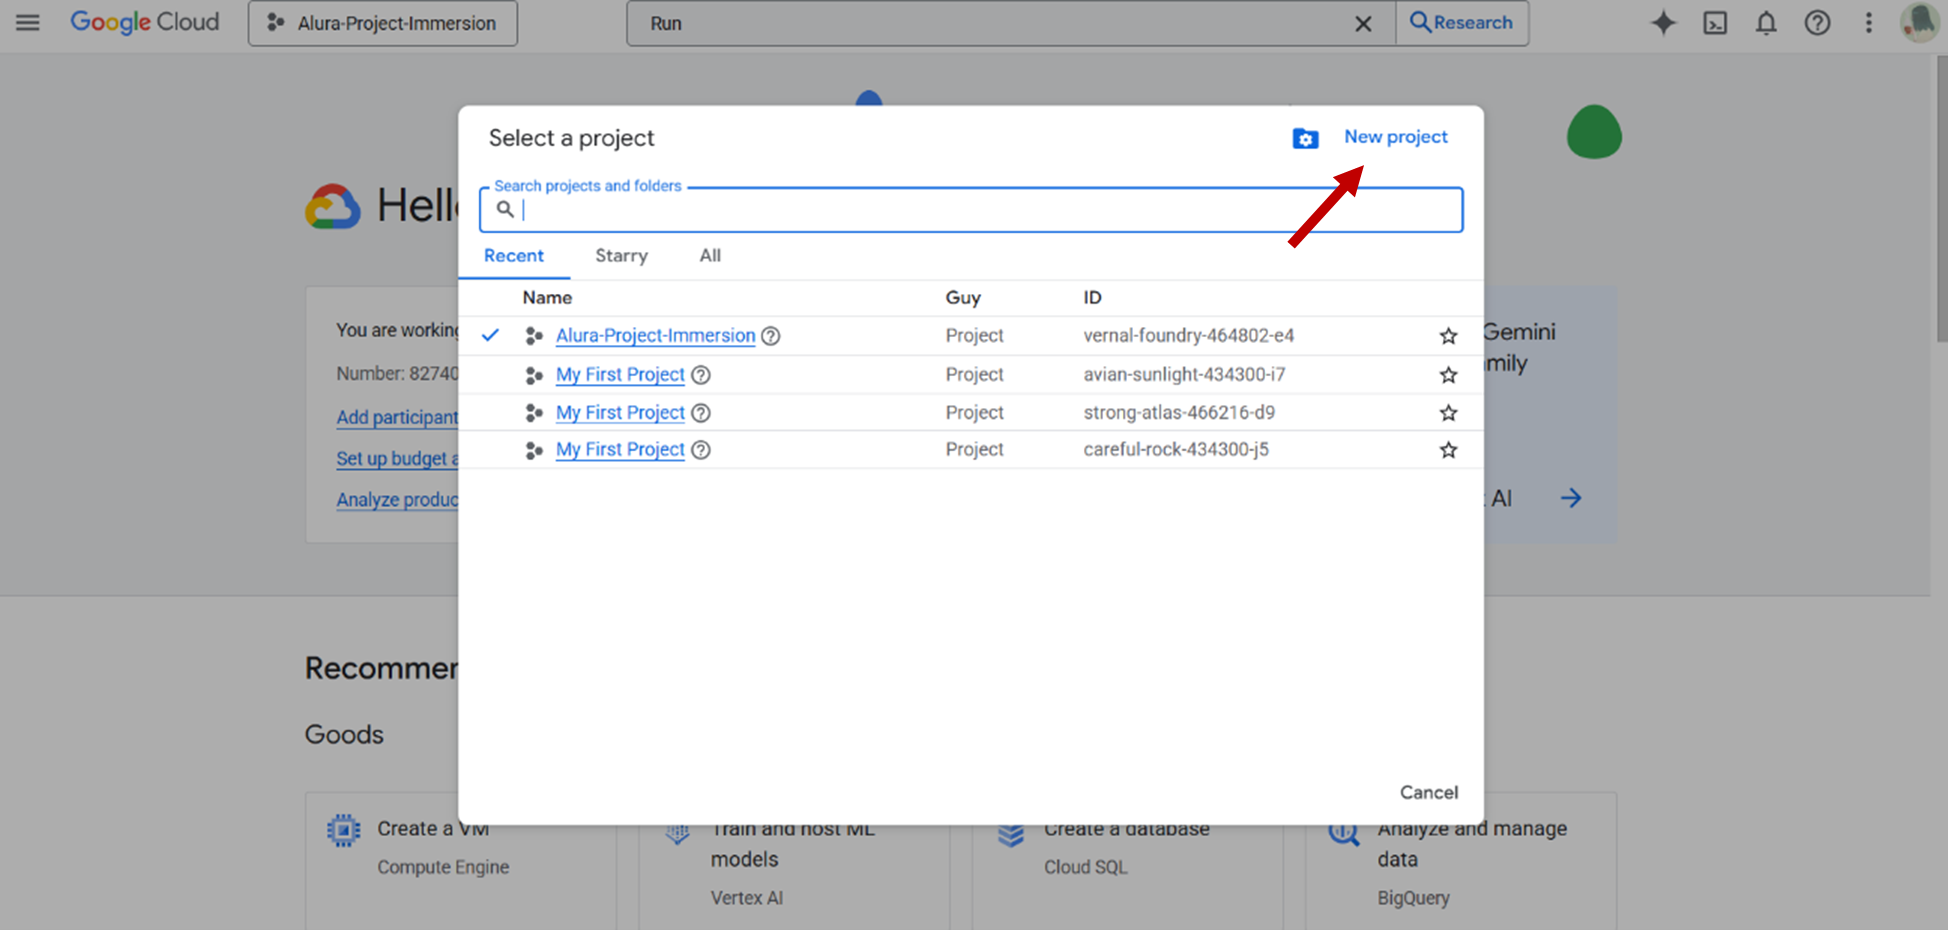 Google Cloud
Alura-Project-Immersion
Run
Research
Select a project
New project
Search projects and folders
Recent
Starry
All
Name
Guy
ID
Alura-Project-Immersion
Project
vernal-foundry-464802-e4
My First Project
Project
avian-sunlight-434300-i7
My First Project
Project
strong-atlas-466216-d9
My First Project
Project
careful-rock-434300-j5
Cancel
Hell
You are working
Number: 82740
Add participant
Set up budget a
Analyze produc
Gemini
mily
AI
Recommen
Goods
Create a VM
Compute Engine
Train and host ML
models
Vertex AI
Create a database
Cloud SQL
Analyze and manage
data
BigQuery